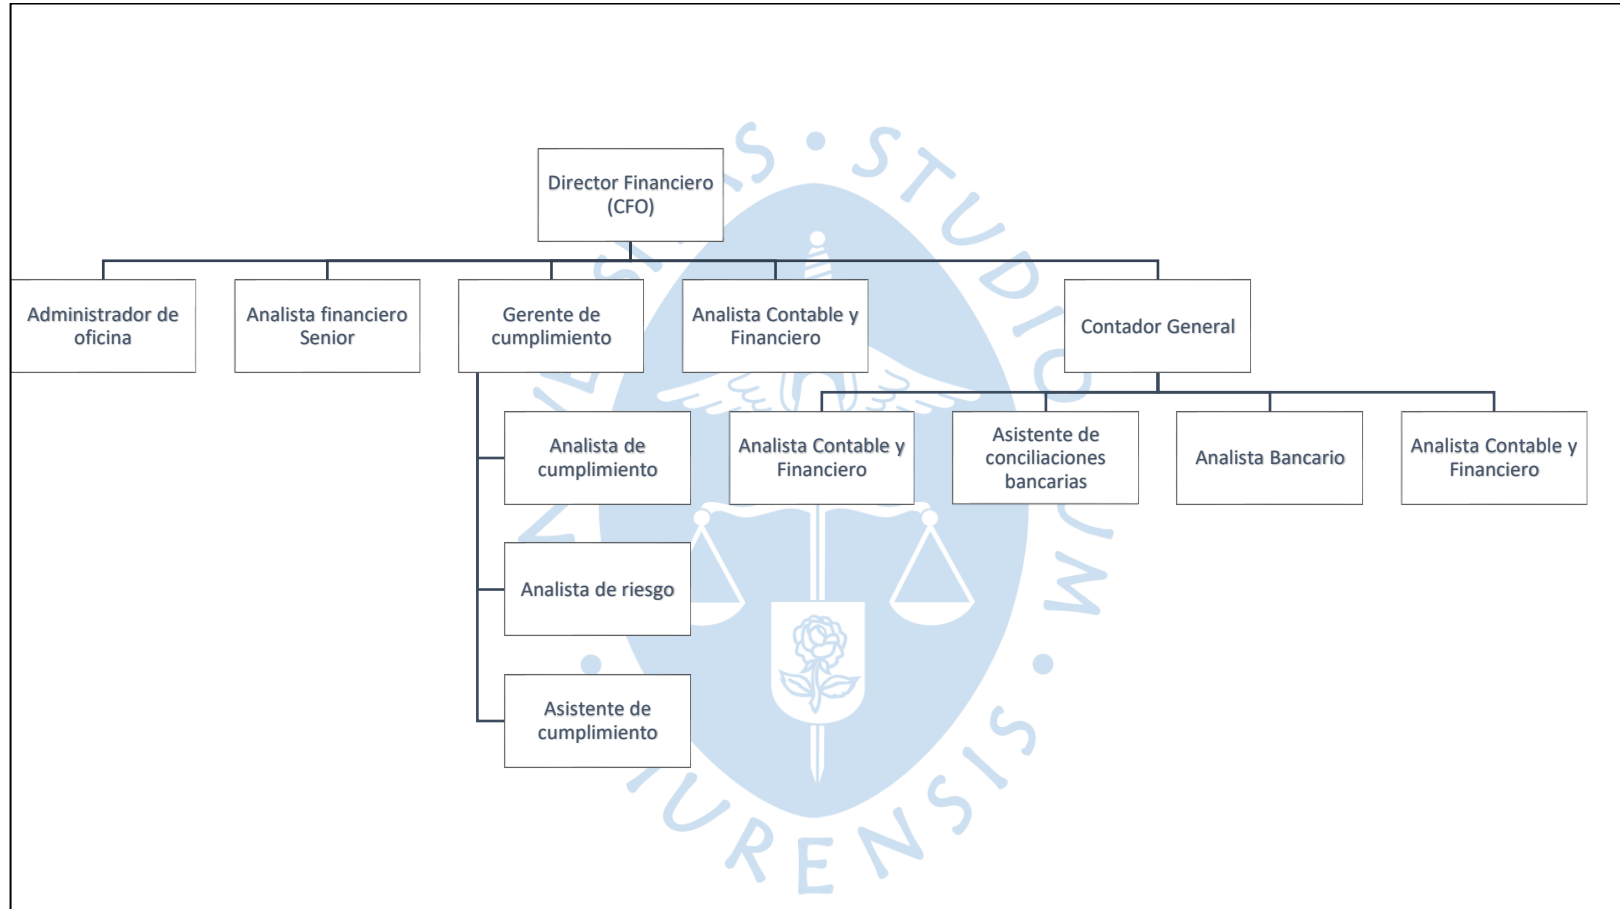 Director Financiero
(CFO)
Administrador de
oficina
Analista financiero
Senior
Gerente de
cumplimiento
Analista Contable y
Financiero
Contador General
Analista de
cumplimiento
Analista Contable y
Financiero
Asistente de
conciliaciones
bancarias
Analista Bancario
Analista Contable y
Financiero
Analista de riesgo
Asistente de
cumplimiento